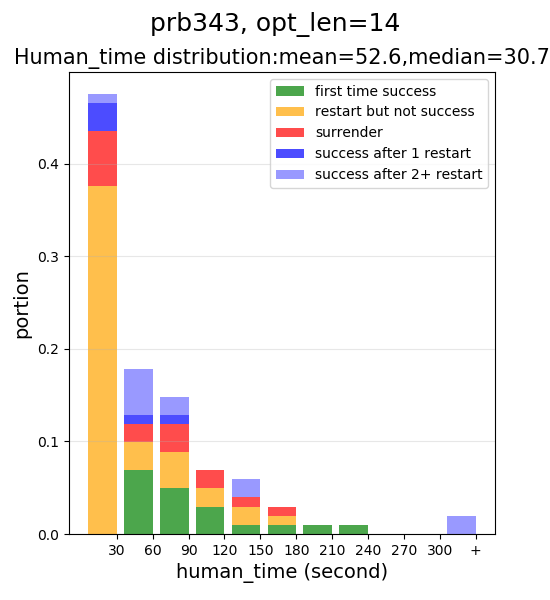 prb343, opt_len=14
Human_time distribution:mean=52.6,median=30.7
first time success
restart but not success
surrender
success after 1 restart
success after 2+ restart
portion
0.4
0.3
0.2
0.1
0.0
30 60 90 120 150 180 210 240 270 300 +
human_time (second)